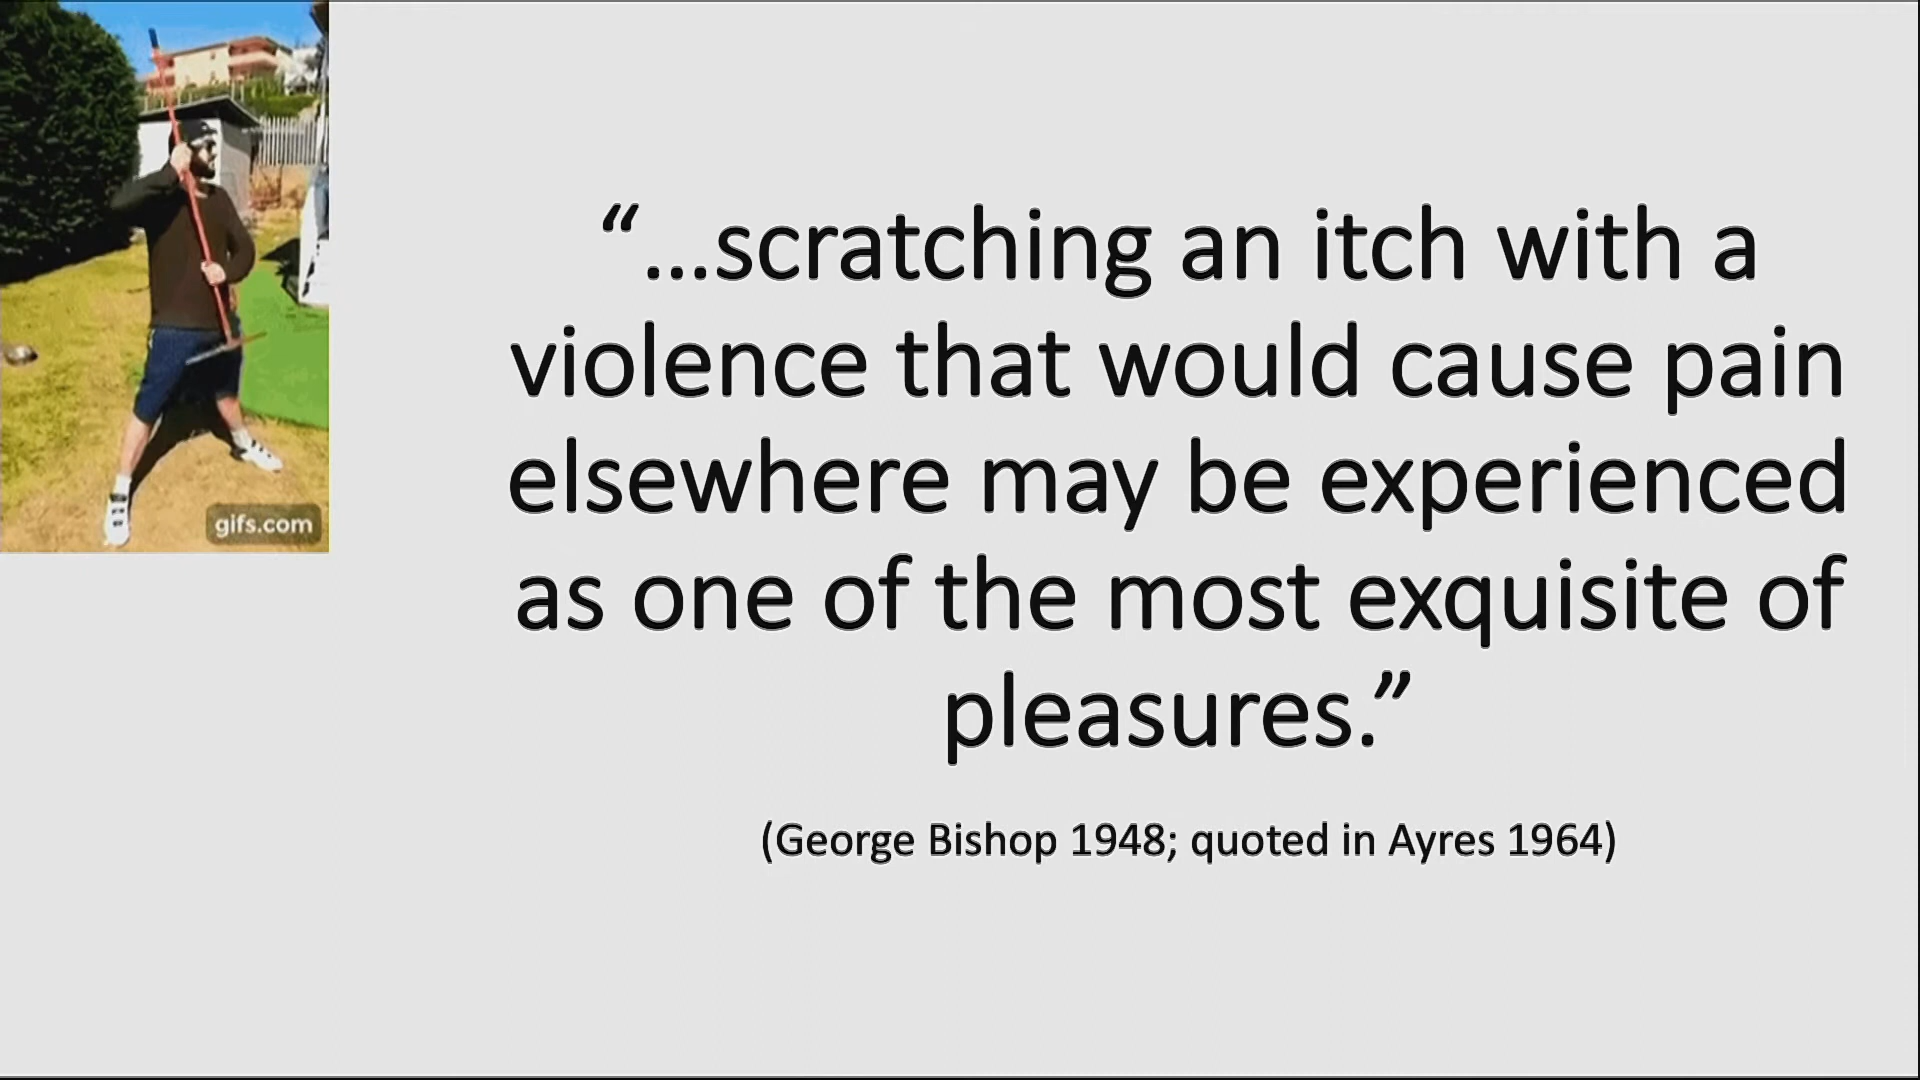 “...scratching an itch with a
violence that would cause pain
elsewhere may be experienced
as one of the most exquisite of
pleasures.”
(George Bishop 1948; quoted in Ayres 1964)
gifs.com